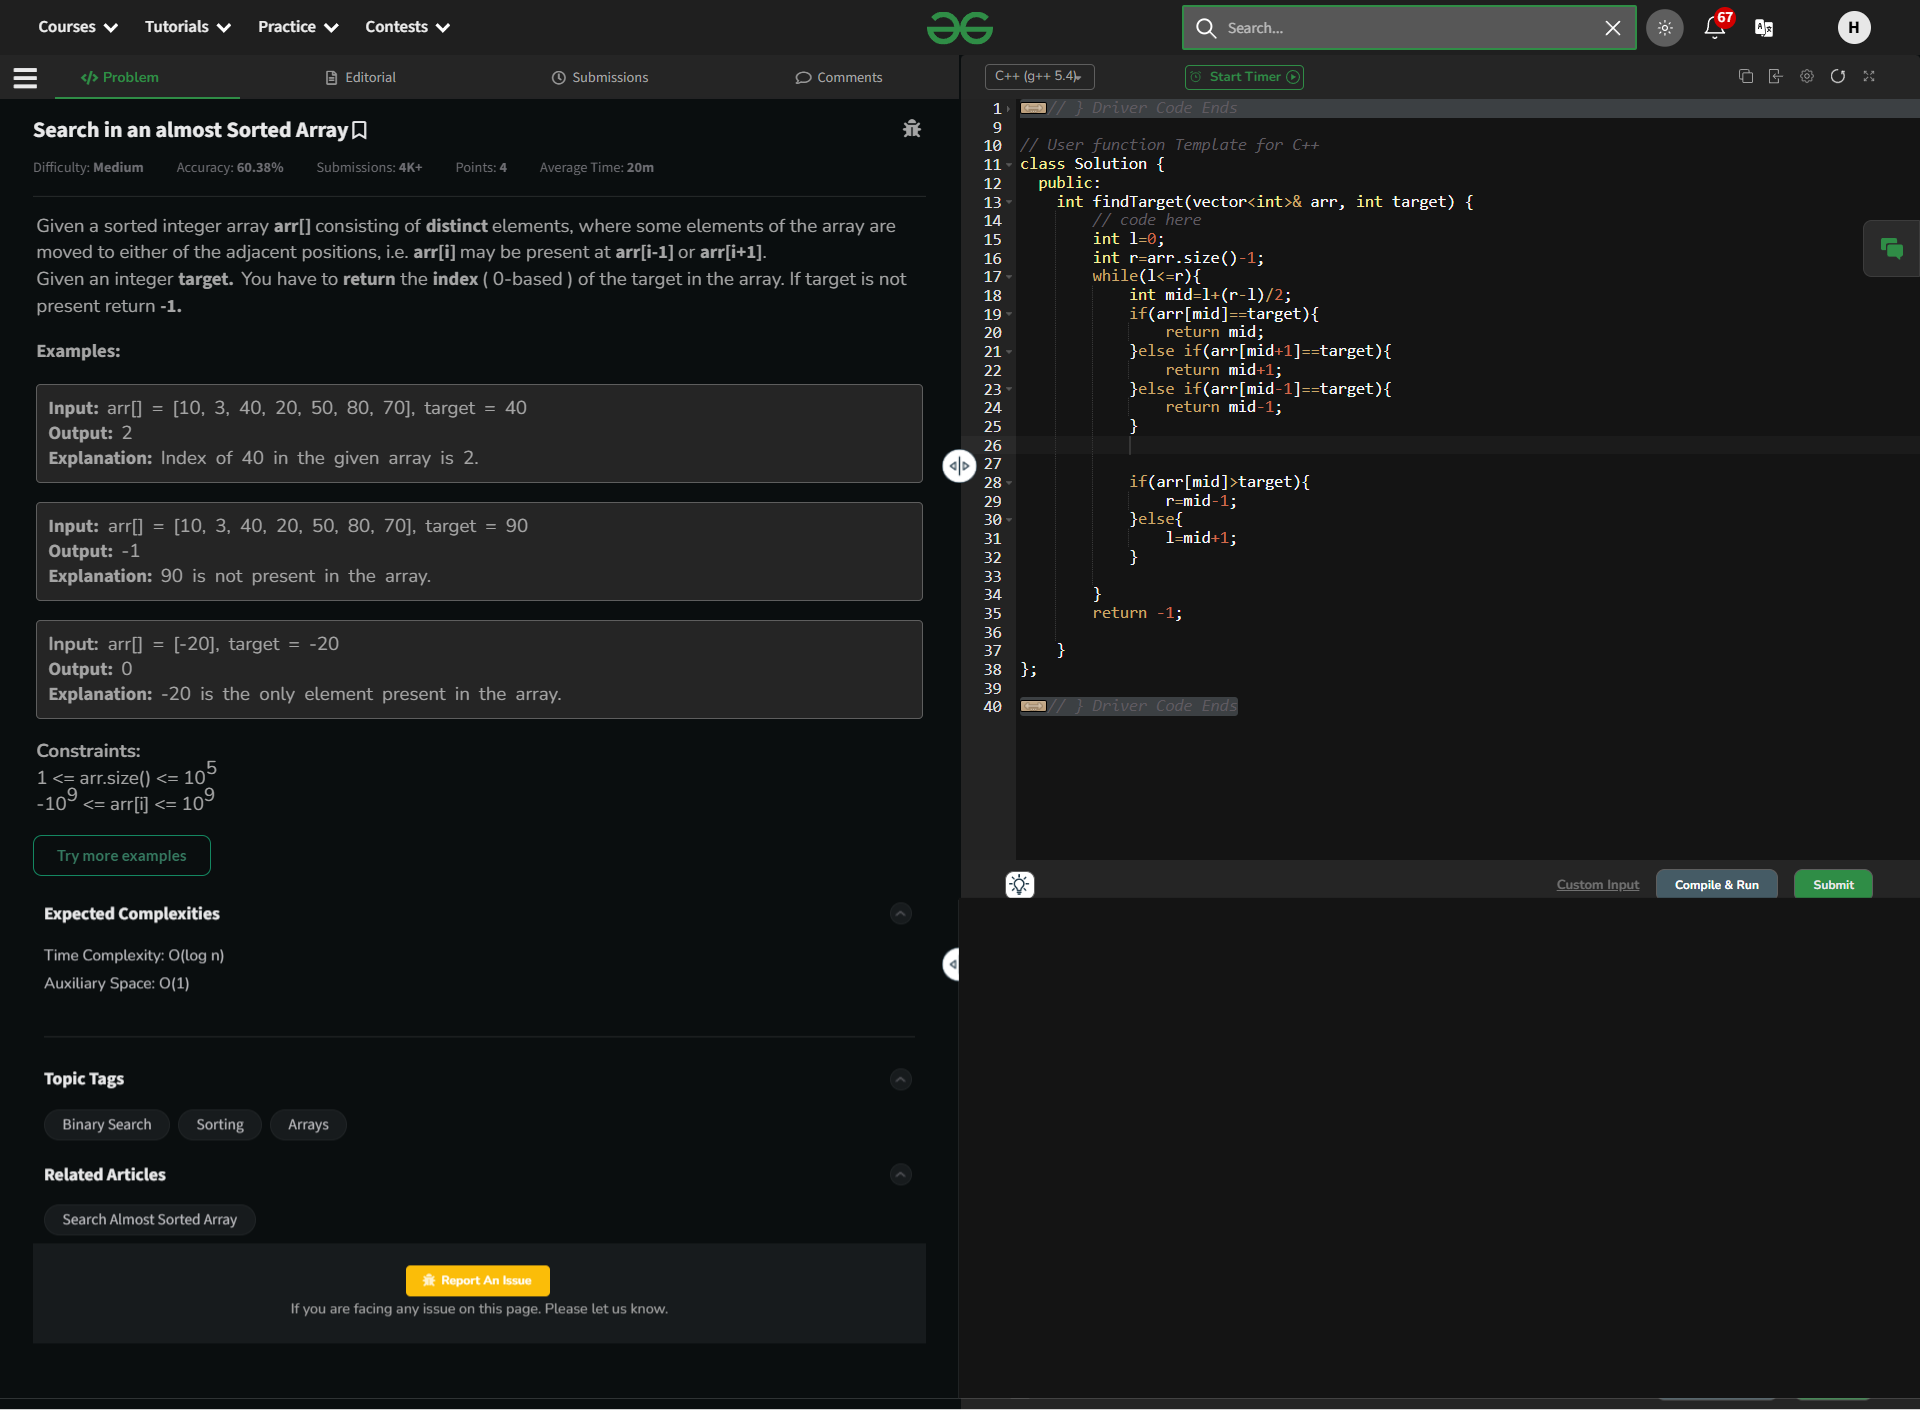 Courses
Tutorials
Practice
Contests
Search...
67
H
Problem
Editorial
Submissions
Comments
Search in an almost Sorted Array
Difficulty: Medium
Accuracy: 60.38%
Submissions: 4K+
Points: 4
Average Time: 20m
Given a sorted integer array arr[] consisting of distinct elements, where some elements of the array are
moved to either of the adjacent positions, i.e. arr[i] may be present at arr[i-1] or arr[i+1].
Given an integer target. You have to return the index ( 0-based ) of the target in the array. If target is not
present return -1.
Examples:
Input: arr[] = [10, 3, 40, 20, 50, 80, 70], target = 40
Output: 2
Explanation: Index of 40 in the given array is 2.
Input: arr[] = [10, 3, 40, 20, 50, 80, 70], target = 90
Output: -1
Explanation: 90 is not present in the array.
Input: arr[] = [-20], target = -20
Output: 0
Explanation: -20 is the only element present in the array.
Constraints:
1 <= arr.size() <= 10^5
-10^9 <= arr[i] <= 10^9
Try more examples
Expected Complexities
Time Complexity: O(log n)
Auxiliary Space: O(1)
Topic Tags
Binary Search
Sorting
Arrays
Related Articles
Search Almost Sorted Array
Report An Issue
If you are facing any issue on this page. Please let us know.
C++ (g++ 5.4)
Start Timer
1 // } Driver Code Ends
9
10 // User function Template for C++
11 class Solution {
12 public:
13 int findTarget(vector<int>& arr, int target) {
14 // code here
15 int l=0;
16 int r=arr.size()-1;
17 while(l<=r){
18 int mid=l+(r-l)/2;
19 if(arr[mid]==target){
20 return mid;
21 }else if(arr[mid+1]==target){
22 return mid+1;
23 }else if(arr[mid-1]==target){
24 return mid-1;
25 }
26
27
28 if(arr[mid]>target){
29 r=mid-1;
30 }else{
31 l=mid+1;
32 }
33
34 }
35 return -1;
36
37 }
38 };
39
40 // } Driver Code Ends
Custom Input
Compile & Run
Submit